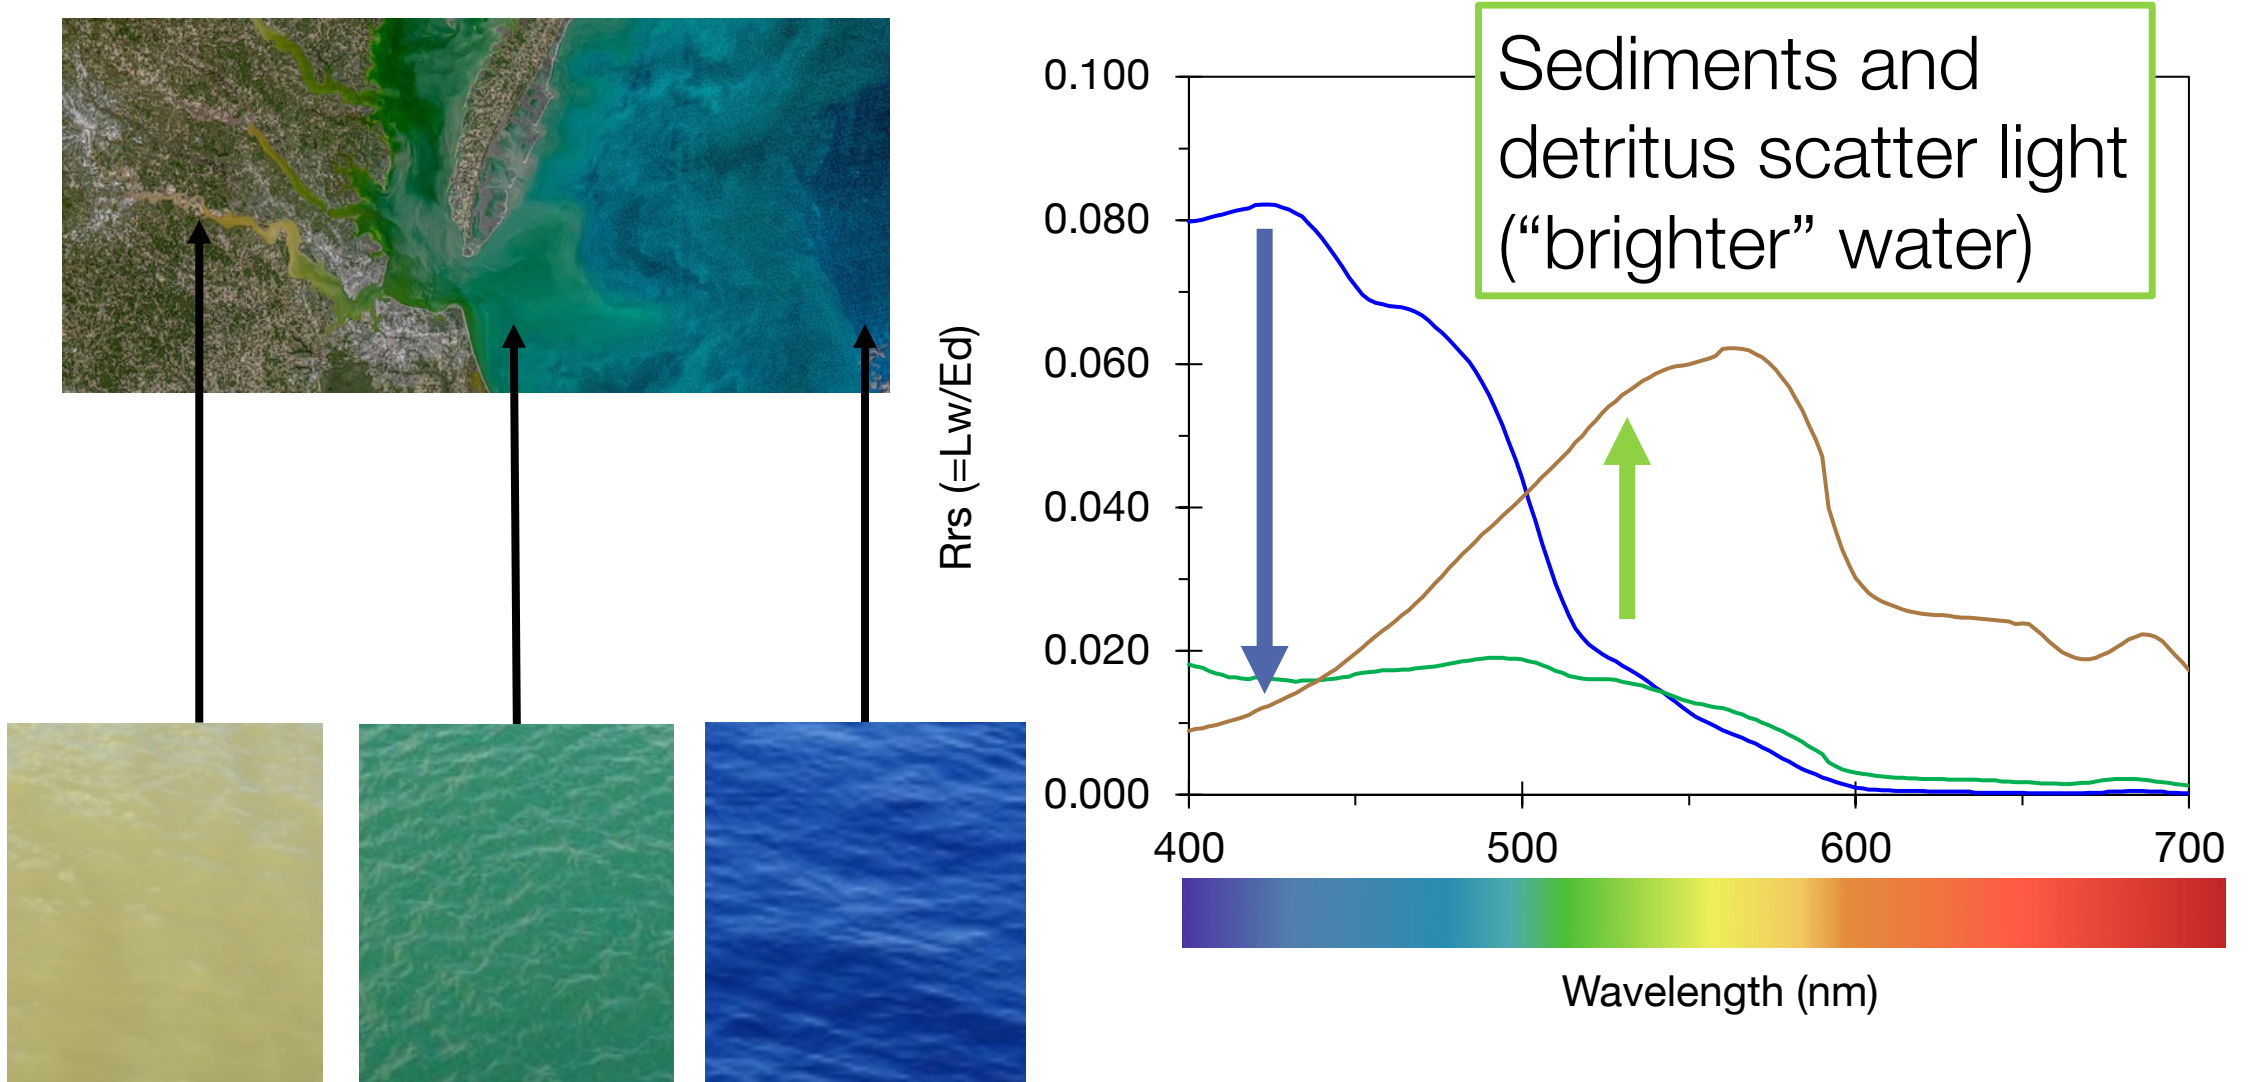 Sediments and
detritus scatter light
(“brighter” water)
Rrs (=Lw/Ed)
0.100
0.080
0.060
0.040
0.020
0.000
400 500 600 700
Wavelength (nm)